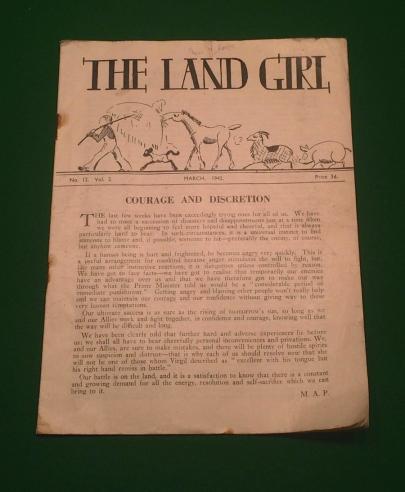 THE LAND GIRL
No. 12. Vol. 2 MARCH, 1942. Price 3d.
COURAGE AND DISCRETION
THE last few weeks have been exceedingly trying ones for all of us. We have
had to meet a succession of disasters and disappointments just at a time when
we were all beginning to feel more hopeful and cheerful, and that is always
particularly hard to bear. In such circumstances, it is a universal instinct to find
someone to blame and, if possible, someone to hit—preferably the enemy, of course,
but anyhow someone.
If a human being is hurt and frightened, he becomes angry very quickly. This is
a useful arrangement for mankind because anger stimulates the will to fight, but,
like many other instinctive reactions, it is dangerous unless controlled by reason.
We have got to face facts—we have got to realise that temporarily our enemies
have an advantage over us and that we have therefore got to make our way
through what the Prime Minister told us would be a "considerable period of
immediate punishment." Getting angry and blaming other people won't really help
and we can maintain our courage and our confidence without giving way to these
very human temptations.
Our ultimate success is as sure as the rising of tomorrow's sun, so long as we
and our Allies work and fight together, in confidence and courage, knowing well that
the way will be difficult and long.
We have been clearly told that further hard and adverse experiences lie before
us; we shall all have to bear cheerfully personal inconveniences and privations. We,
and our Allies, are sure to make mistakes, and there will be plenty of hostile spirits
to sow suspicion and distrust—that is why each of us should resolve now that she
will not be one of those whom Virgil described as "excellent with his tongue but
his right hand remiss in battle."
Our battle is on the land, and it is a satisfaction to know that there is a constant
and growing demand for all the energy, resolution and self-sacrifice which we can
bring to it.
M. A. P.